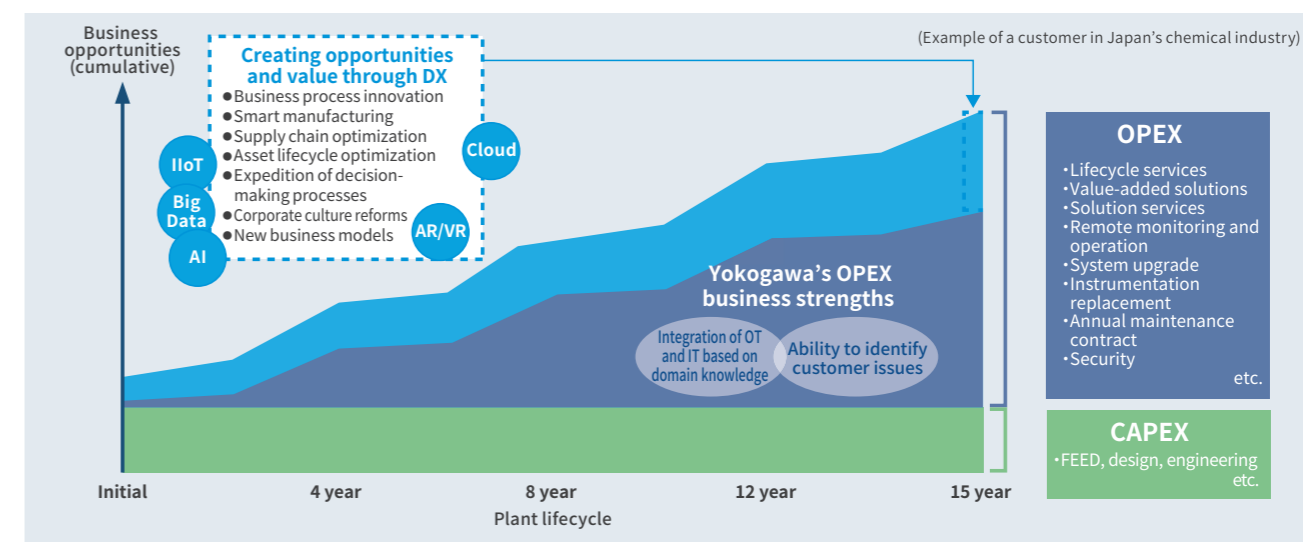 Business
opportunities
(cumulative)
(Example of a customer in Japan's chemical industry)
Creating opportunities
and value through DX
●Business process innovation
●Smart manufacturing
●Supply chain optimization
●Asset lifecycle optimization
●Expedition of decision-
making processes
●Corporate culture reforms
●New business models
IIoT
Big
Data
AI
Cloud
AR/VR
Yokogawa's OPEX
business strengths
Integration of OT
and IT based on
domain knowledge
Ability to identify
customer issues
OPEX
・Lifecycle services
・Value-added solutions
・Solution services
・Remote monitoring and
operation
・System upgrade
・Instrumentation
replacement
・Annual maintenance
contract
・Security
etc.
CAPEX
・FEED, design, engineering
etc.
Initial
4 year
8 year
12 year
15 year
Plant lifecycle